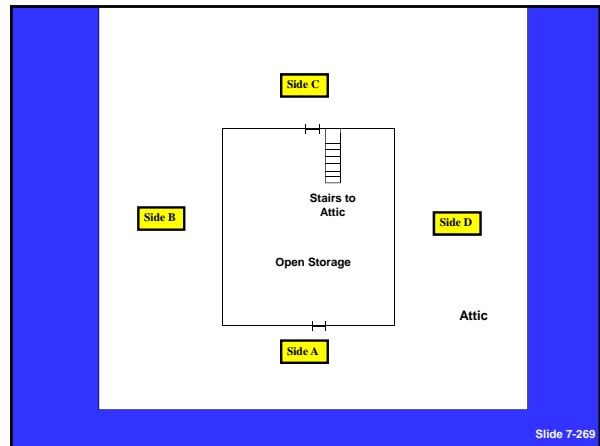 Side C
Stairs to
Attic
Side B
Side D
Open Storage
Attic
Side A
Slide 7-269